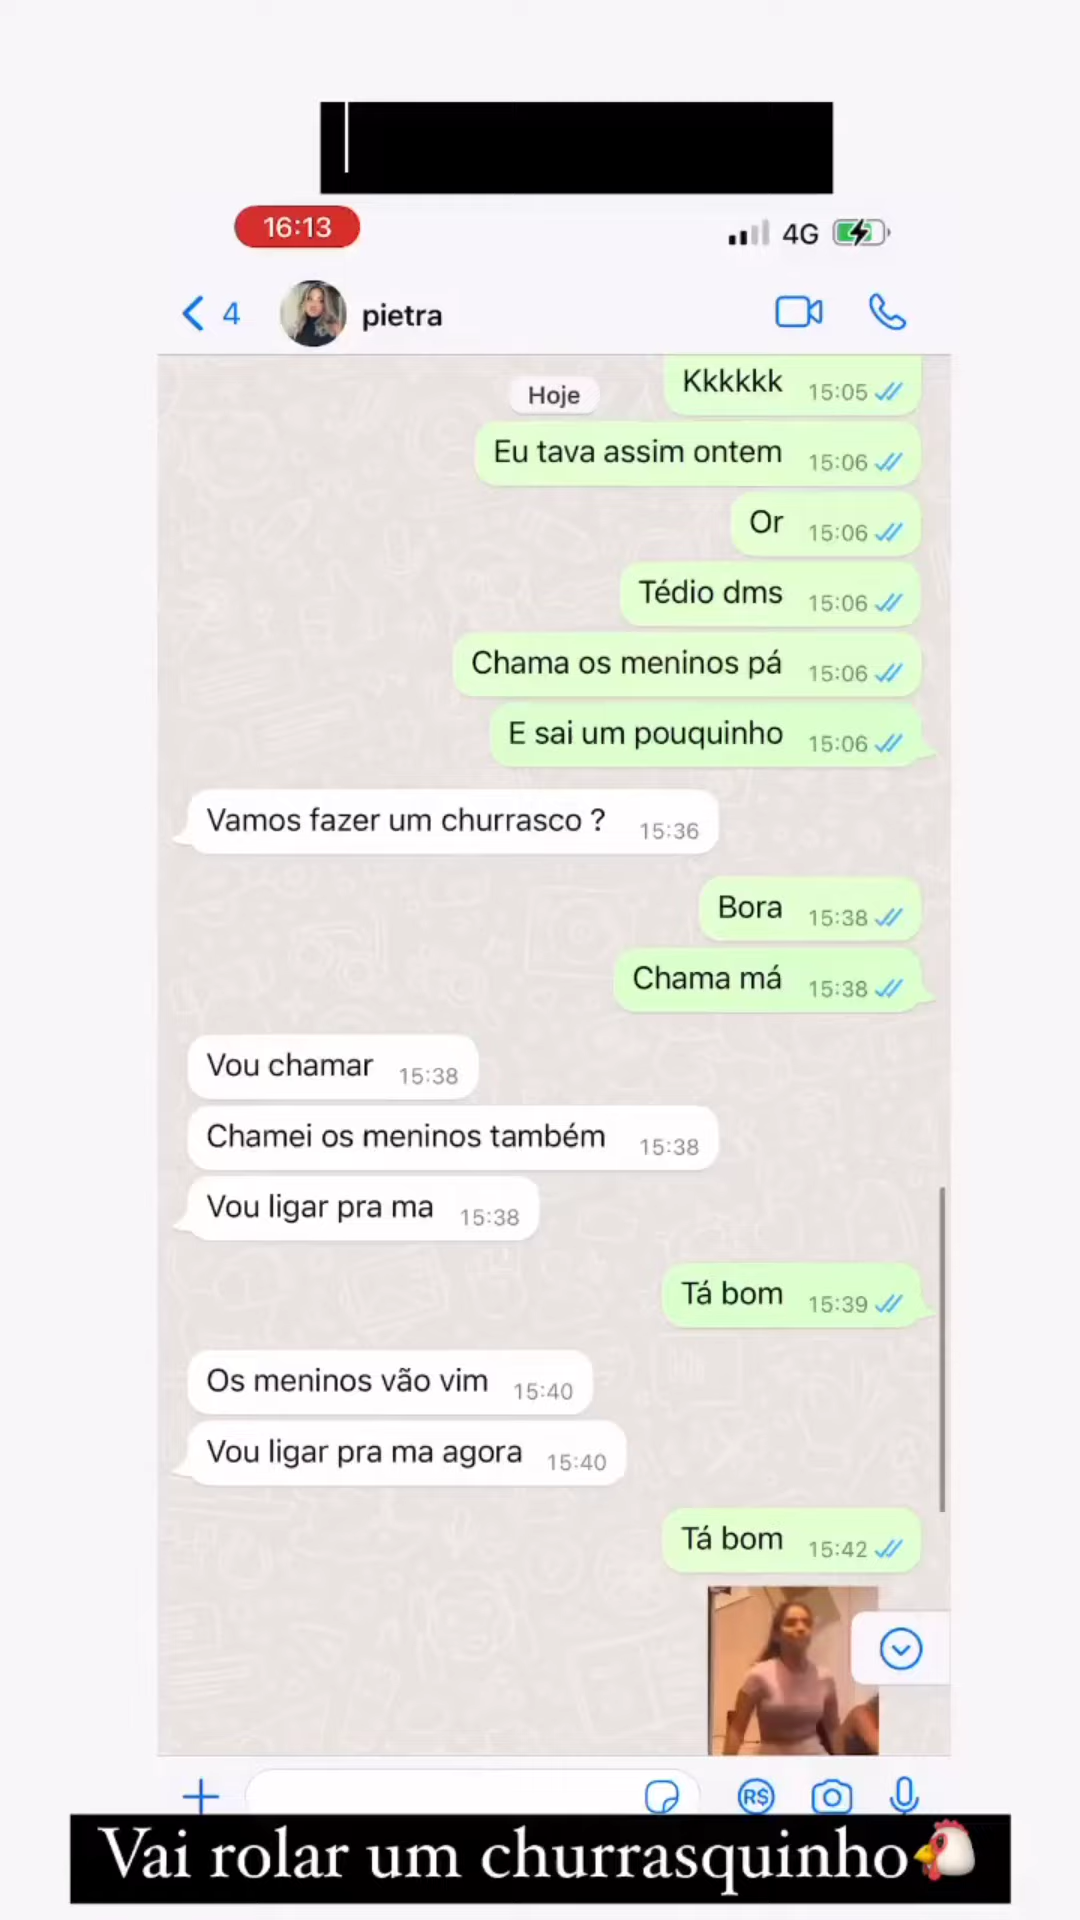 16:13
4G
4
pietra
Kkkkkk 15:05
Hoje
Eu tava assim ontem 15:06
Or 15:06
Tédio dms 15:06
Chama os meninos pá 15:06
E sai um pouquinho 15:06
Vamos fazer um churrasco ? 15:36
Bora 15:38
Chama má 15:38
Vou chamar 15:38
Chamei os meninos também 15:38
Vou ligar pra ma 15:38
Tá bom 15:39
Os meninos vão vim 15:40
Vou ligar pra ma agora 15:40
Tá bom 15:42
R$
Vai rolar um churrasquinho🐔